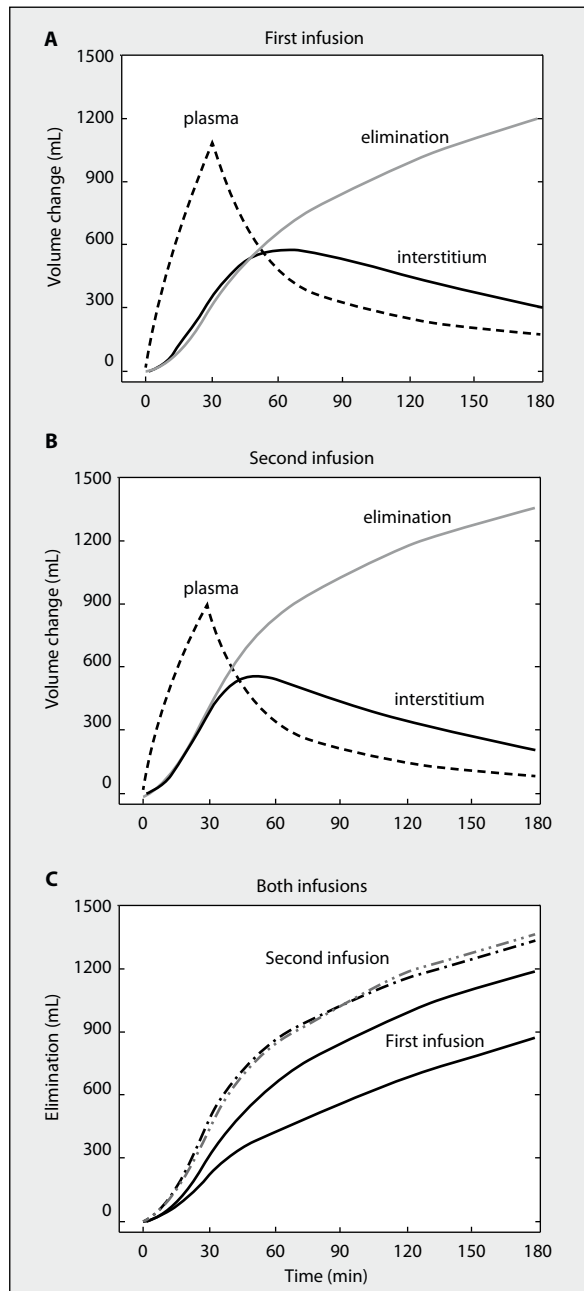 A
First infusion
1500
1200
900
600
300
0
Volume change (mL)
plasma
elimination
interstitium
0 30 60 90 120 150 180
B
Second infusion
1500
1200
900
600
300
0
Volume change (mL)
elimination
plasma
interstitium
0 30 60 90 120 150 180
C
Both infusions
1500
1200
900
600
300
0
Elimination (mL)
Second infusion
First infusion
0 30 60 90 120 150 180
Time (min)